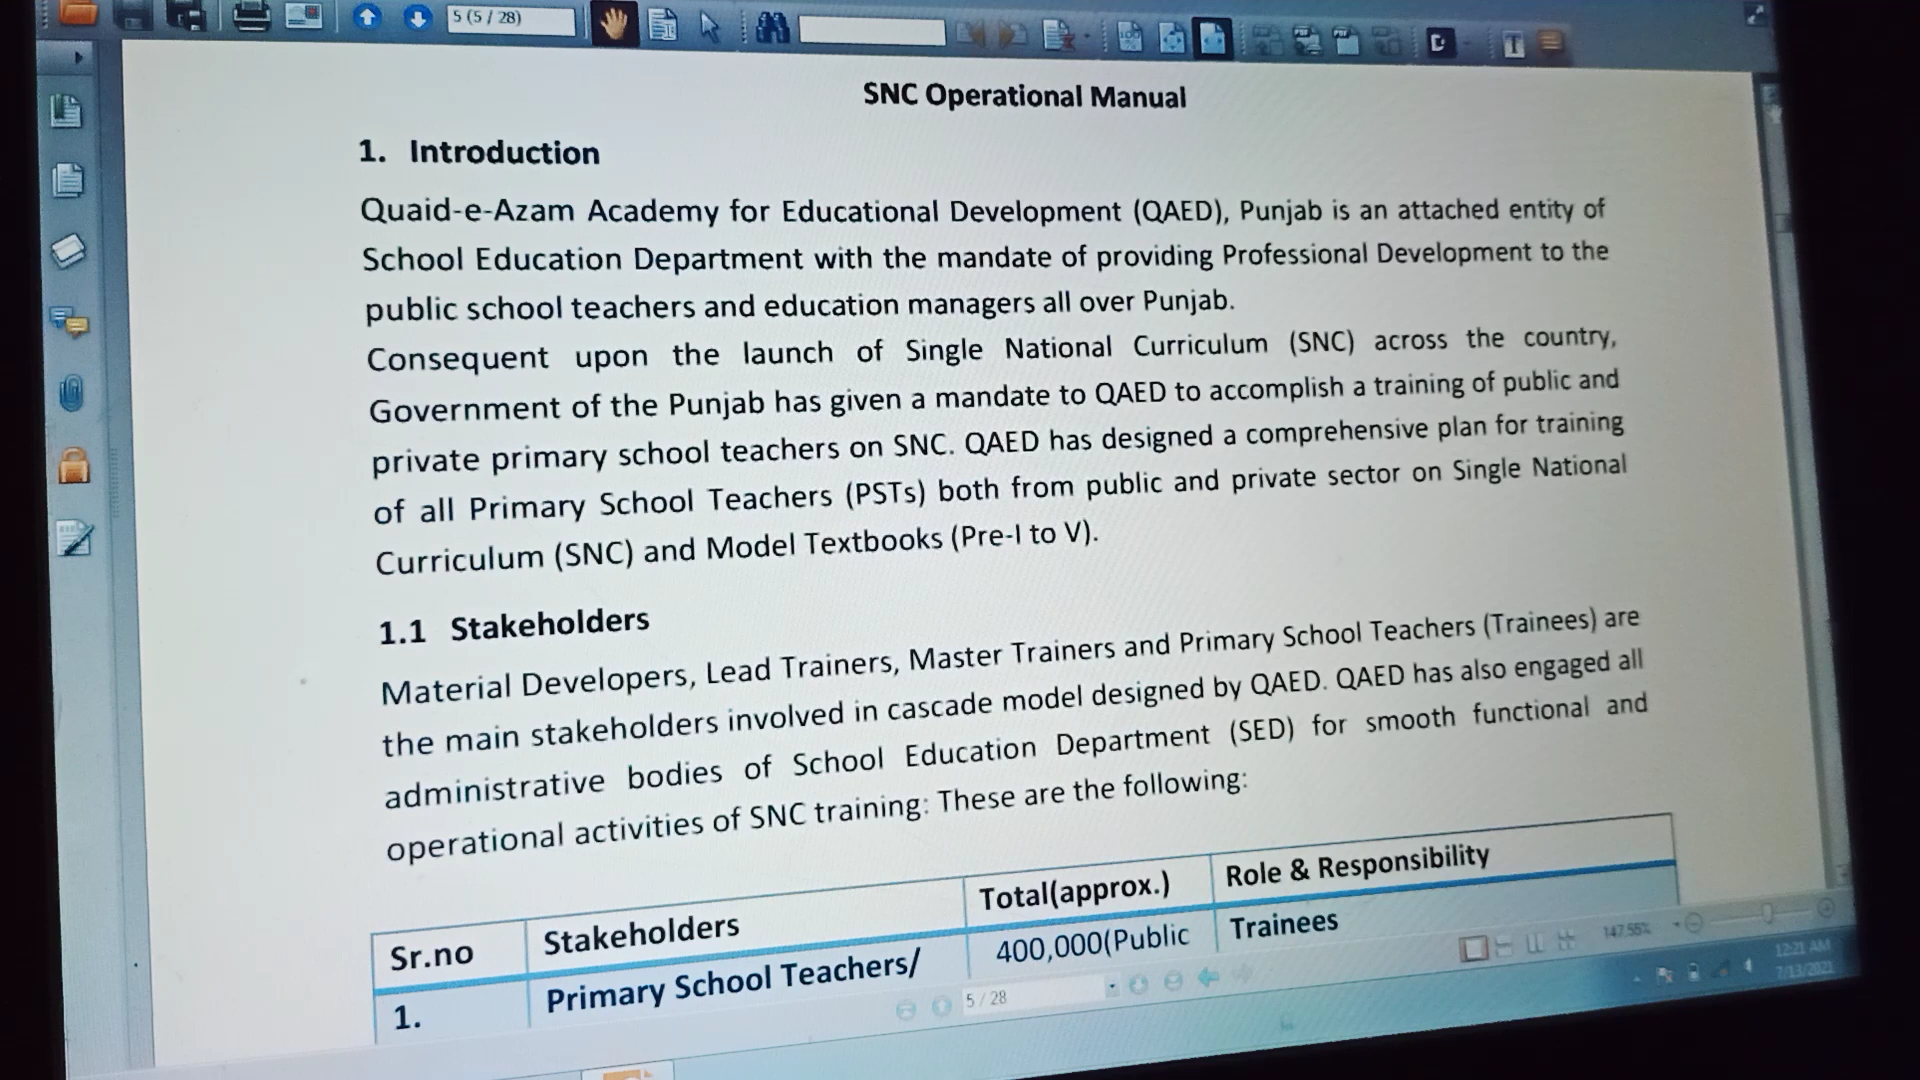 5 (5 / 28)
SNC Operational Manual
1. Introduction
Quaid-e-Azam Academy for Educational Development (QAED), Punjab is an attached entity of
School Education Department with the mandate of providing Professional Development to the
public school teachers and education managers all over Punjab.
Consequent upon the launch of Single National Curriculum (SNC) across the country,
Government of the Punjab has given a mandate to QAED to accomplish a training of public and
private primary school teachers on SNC. QAED has designed a comprehensive plan for training
of all Primary School Teachers (PSTs) both from public and private sector on Single National
Curriculum (SNC) and Model Textbooks (Pre-I to V).
1.1 Stakeholders
Material Developers, Lead Trainers, Master Trainers and Primary School Teachers (Trainees) are
the main stakeholders involved in cascade model designed by QAED. QAED has also engaged all
administrative bodies of School Education Department (SED) for smooth functional and
operational activities of SNC training: These are the following:
Sr.no Stakeholders Total(approx.) Role & Responsibility
1. Primary School Teachers/ 400,000(Public Trainees
5 / 28
147.55%
12:21 AM
7/13/2021